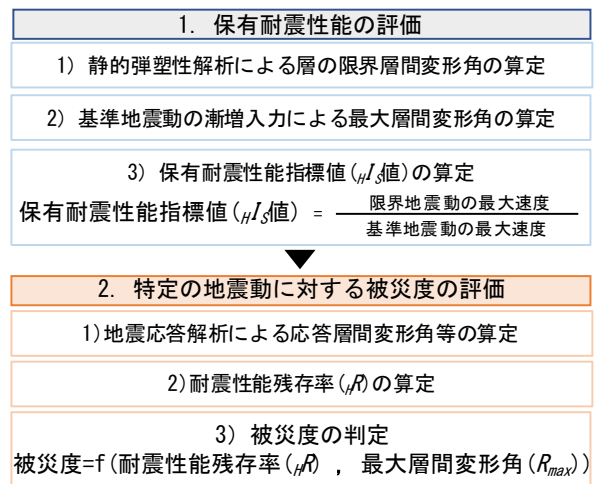 1. 保有耐震性能の評価
1) 静的弾塑性解析による層の限界層間変形角の算定
2) 基準地震動の漸増入力による最大層間変形角の算定
3) 保有耐震性能指標値(HIS値)の算定
保有耐震性能指標値(HIS値) = 限界地震動の最大速度
基準地震動の最大速度
2. 特定の地震動に対する被災度の評価
1)地震応答解析による応答層間変形角等の算定
2)耐震性能残存率(HR)の算定
3) 被災度の判定
被災度=f(耐震性能残存率(HR) , 最大層間変形角(Rmax))